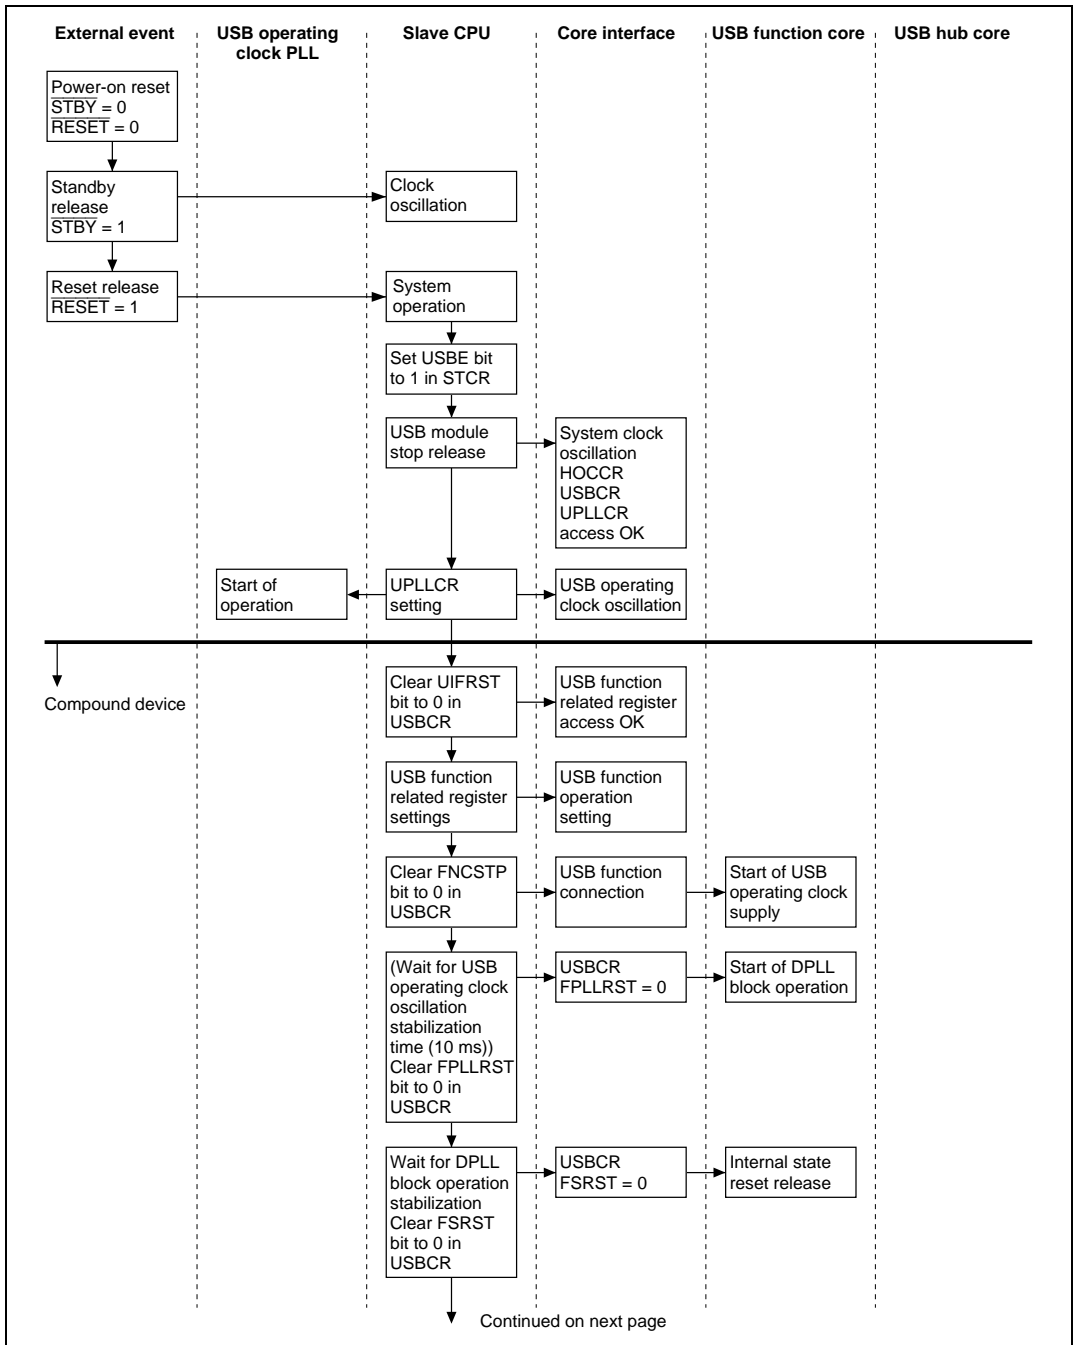 External event
USB operating
clock PLL
Slave CPU
Core interface
USB function core
USB hub core
Power-on reset
STBY = 0
RESET = 0
Standby
release
STBY = 1
Clock
oscillation
Reset release
RESET = 1
System
operation
Set USBE bit
to 1 in STCR
USB module
stop release
System clock
oscillation
HOCCR
USBCR
UPLLCR
access OK
Start of
operation
UPLLCR
setting
USB operating
clock oscillation
Compound device
Clear UIFRST
bit to 0 in
USBCR
USB function
related register
access OK
USB function
related register
settings
USB function
operation
setting
Clear FNCSTP
bit to 0 in
USBCR
USB function
connection
Start of USB
operating clock
supply
(Wait for USB
operating clock
oscillation
stabilization
time (10 ms))
Clear FPLLRST
bit to 0 in
USBCR
USBCR
FPLLRST = 0
Start of DPLL
block operation
Wait for DPLL
block operation
stabilization
Clear FSRST
bit to 0 in
USBCR
USBCR
FSRST = 0
Internal state
reset release
Continued on next page